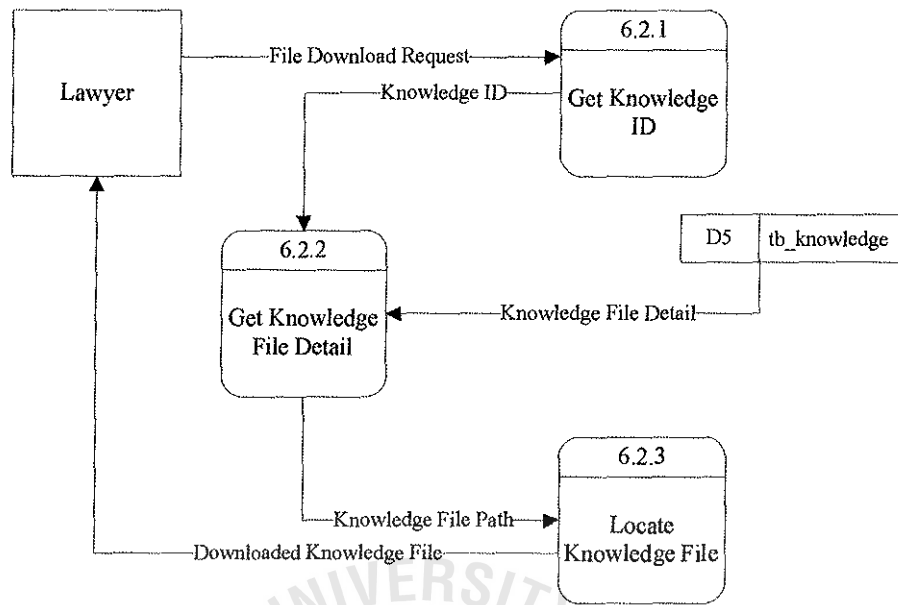 6.2.1
File Download Request
Lawyer
Knowledge ID
Get Knowledge
ID
6.2.2
D5
tb_knowledge
Get Knowledge
File Detail
Knowledge File Detail
6.2.3
Knowledge File Path
Locate
Knowledge File
Downloaded Knowledge File
UNIVERSIT